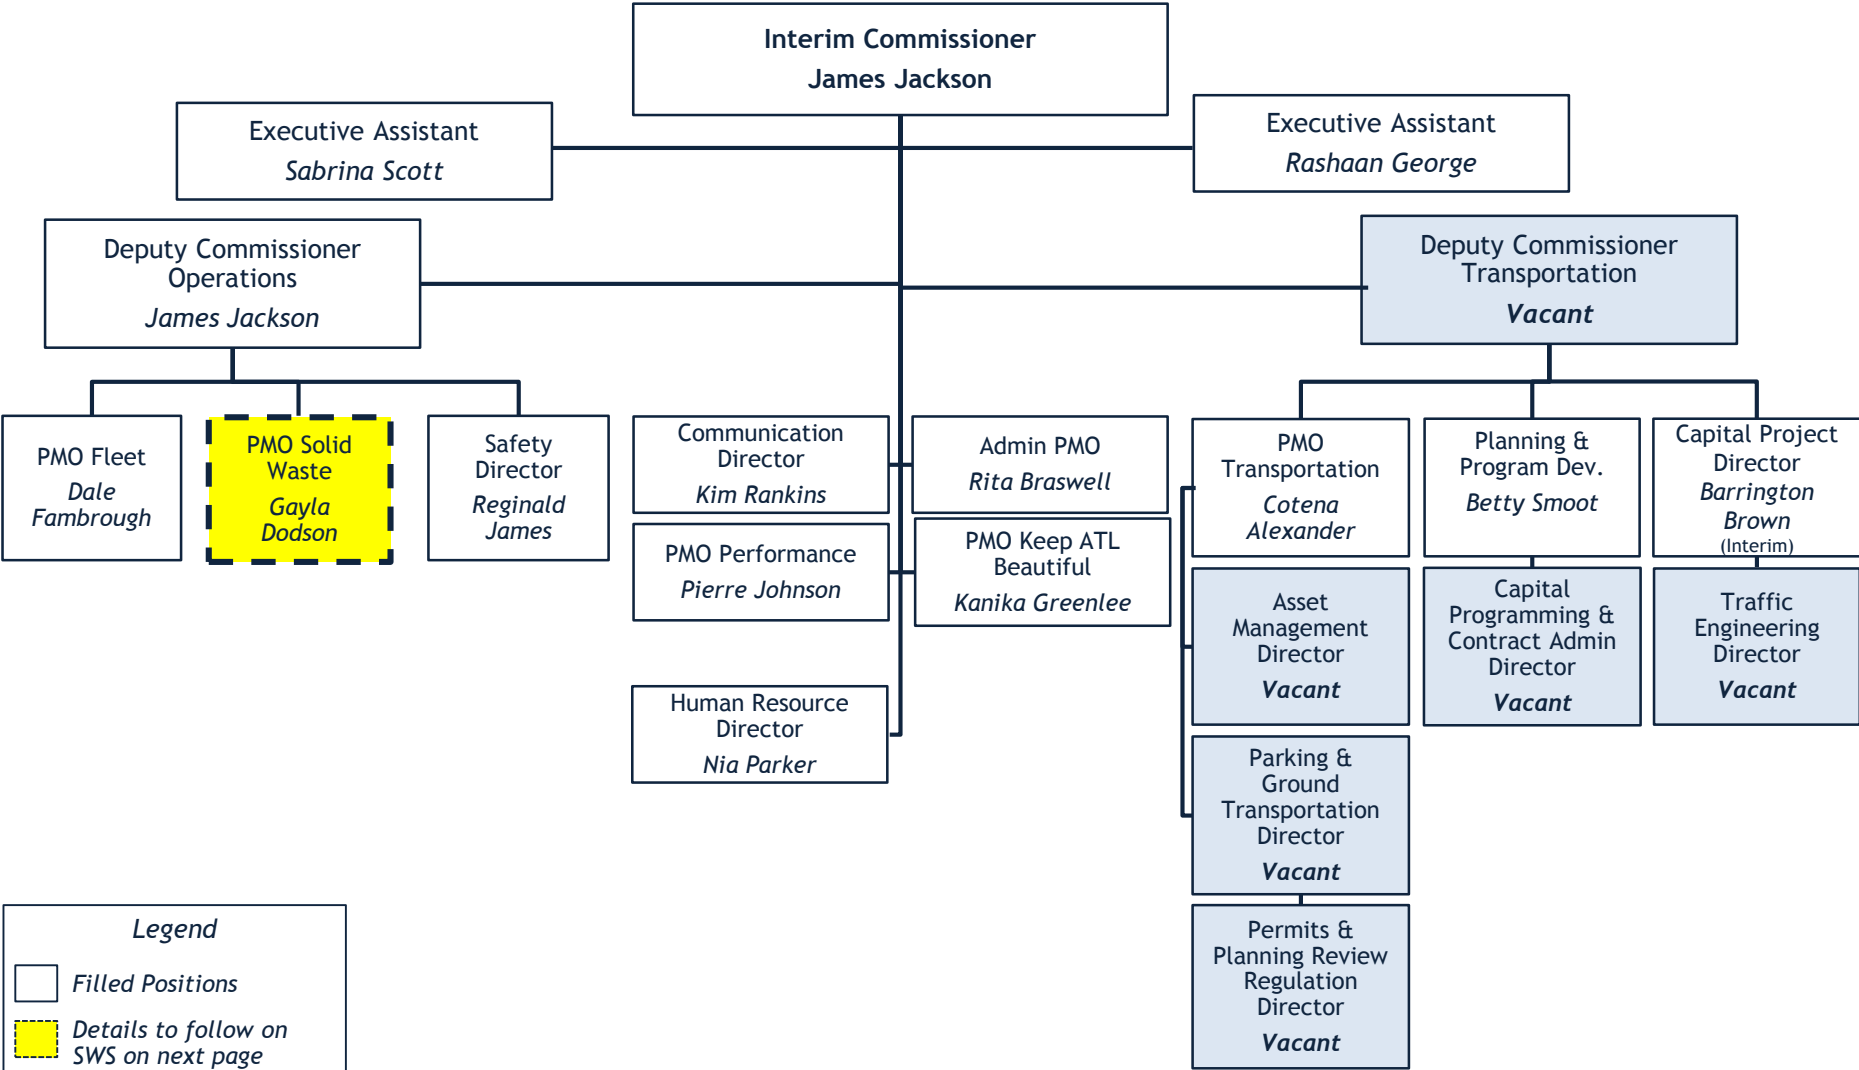 Interim Commissioner
James Jackson
Executive Assistant
Sabrina Scott
Executive Assistant
Rashaan George
Deputy Commissioner
Operations
James Jackson
Deputy Commissioner
Transportation
Vacant
PMO Fleet
Dale
Fambrough
PMO Solid
Waste
Gayla
Dodson
Safety
Director
Reginald
James
Communication
Director
Kim Rankins
Admin PMO
Rita Braswell
PMO Performance
Pierre Johnson
PMO Keep ATL
Beautiful
Kanika Greenlee
Human Resource
Director
Nia Parker
PMO
Transportation
Cotena
Alexander
Planning &
Program Dev.
Betty Smoot
Capital Project
Director
Barrington
Brown
(Interim)
Asset
Management
Director
Vacant
Capital
Programming &
Contract Admin
Director
Vacant
Traffic
Engineering
Director
Vacant
Parking &
Ground
Transportation
Director
Vacant
Permits &
Planning Review
Regulation
Director
Vacant
Legend
Filled Positions
Details to follow on
SWS on next page